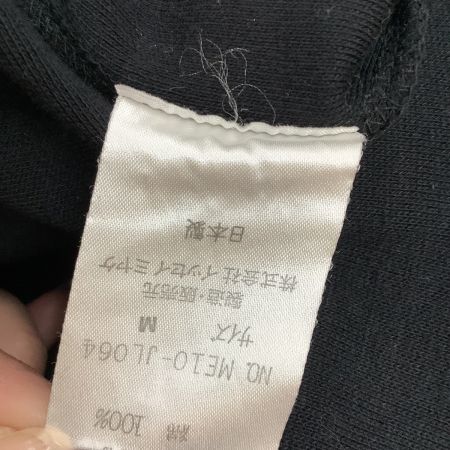 綿 100%
NO. ME10-JL064
サイズ M
製造・販売元
株式会社イッセイミヤケ
日本製